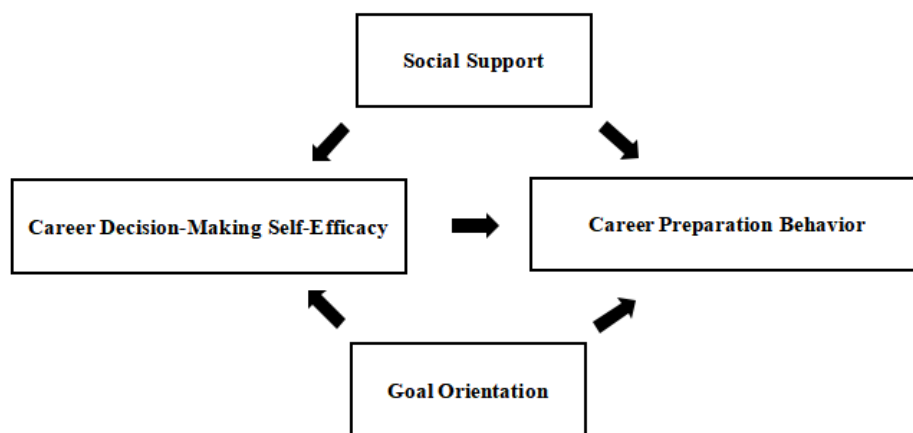 Social Support
Career Decision-Making Self-Efficacy
Career Preparation Behavior
Goal Orientation